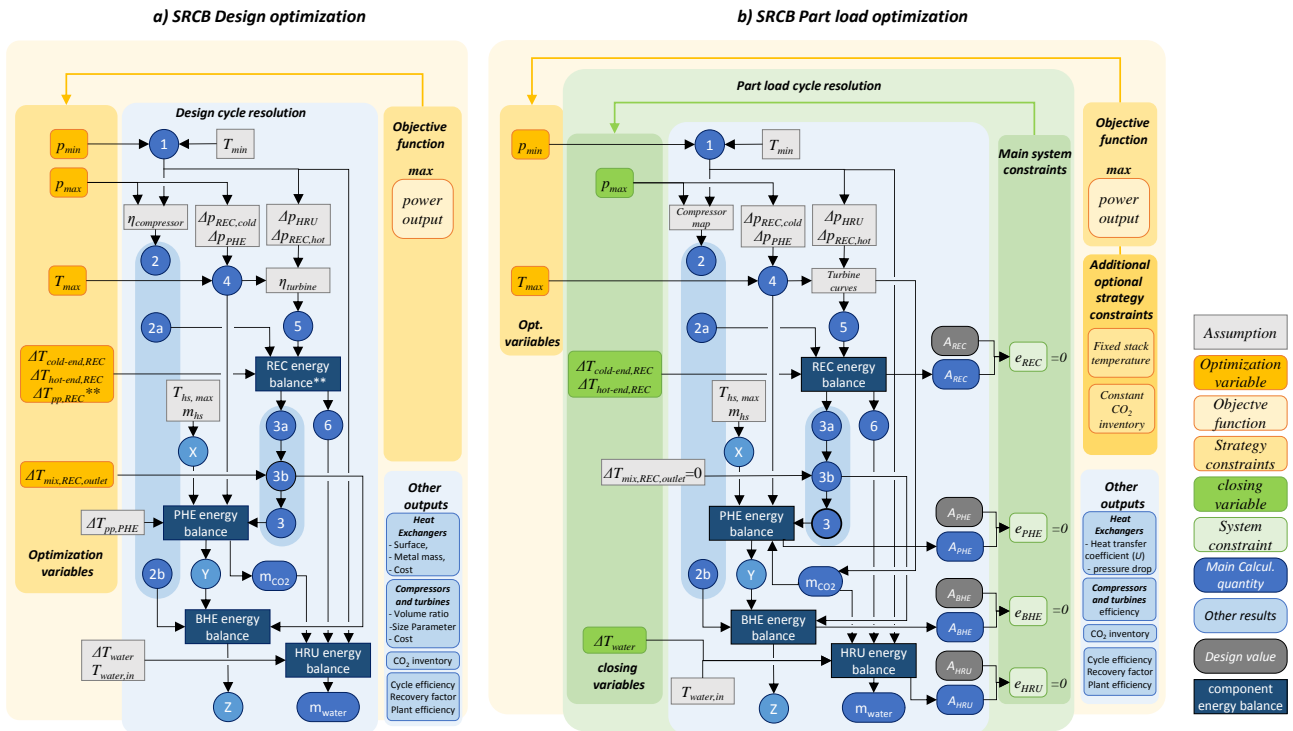 a) SRCB Design optimization
Design cycle resolution
Objective
function
max
power
output
p_min
1
T_min
p_max
η_compressor
Δp_REC,cold
Δp_PHE
Δp_HRU
Δp_REC,hot
2
T_max
4
η_turbine
2a
5
ΔT_cold-end,REC
ΔT_hot-end,REC
ΔT_pp,REC**
REC energy
balance**
T_hs, max
m_hs
3a
6
X
ΔT_mix,REC,outlet
3b
ΔT_pp,PHE
PHE energy
balance
3
Optimization
variables
2b
Y
m_CO2
BHE energy
balance
ΔT_water
T_water,in
HRU energy
balance
Z
m_water
Other
outputs
Heat
Exchangers
- Surface,
- Metal mass,
- Cost
Compressors
and turbines
- Volume ratio
-Size Parameter
- Cost
CO2 inventory
Cycle efficiency
Recovery factor
Plant efficiency
b) SRCB Part load optimization
Part load cycle resolution
Main system
constraints
Objective
function
max
power
output
p_min
1
T_min
p_max
Compressor
map
Δp_REC,cold
Δp_PHE
Δp_HRU
Δp_REC,hot
2
T_max
4
Turbine
curves
Additional
optional
strategy
constraints
Fixed stack
temperature
Constant
CO2
inventory
Opt.
variiables
2a
5
ΔT_cold-end,REC
ΔT_hot-end,REC
REC energy
balance
A_REC
A_REC
e_REC =0
T_hs, max
m_hs
3a
6
X
ΔT_mix,REC,outlet=0
3b
PHE energy
balance
3
A_PHE
A_PHE
e_PHE =0
2b
Y
m_CO2
BHE energy
balance
A_BHE
A_BHE
e_BHE =0
ΔT_water
closing
variables
T_water,in
HRU energy
balance
A_HRU
A_HRU
e_HRU =0
Z
m_water
Other
outputs
Heat
Exchangers
- Heat transfer
coefficient (U)
- pressure drop
Compressors
and turbines
efficiency
CO2 inventory
Cycle efficiency
Recovery factor
Plant efficiency
Assumption
Optimization
variable
Objectve
function
Strategy
constraints
closing
variable
System
constraint
Main Calcul.
quantity
Other results
Design value
component
energy balance